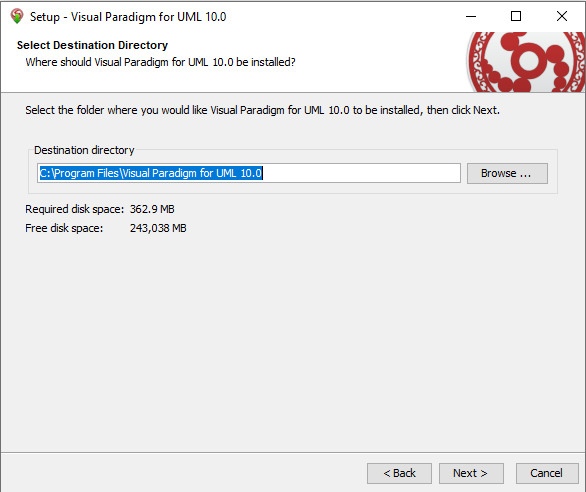 Setup - Visual Paradigm for UML 10.0
Select Destination Directory
Where should Visual Paradigm for UML 10.0 be installed?
Select the folder where you would like Visual Paradigm for UML 10.0 to be installed, then click Next.
Destination directory
C:\Program Files\Visual Paradigm for UML 10.0
Browse ...
Required disk space: 362.9 MB
Free disk space: 243,038 MB
< Back
Next >
Cancel